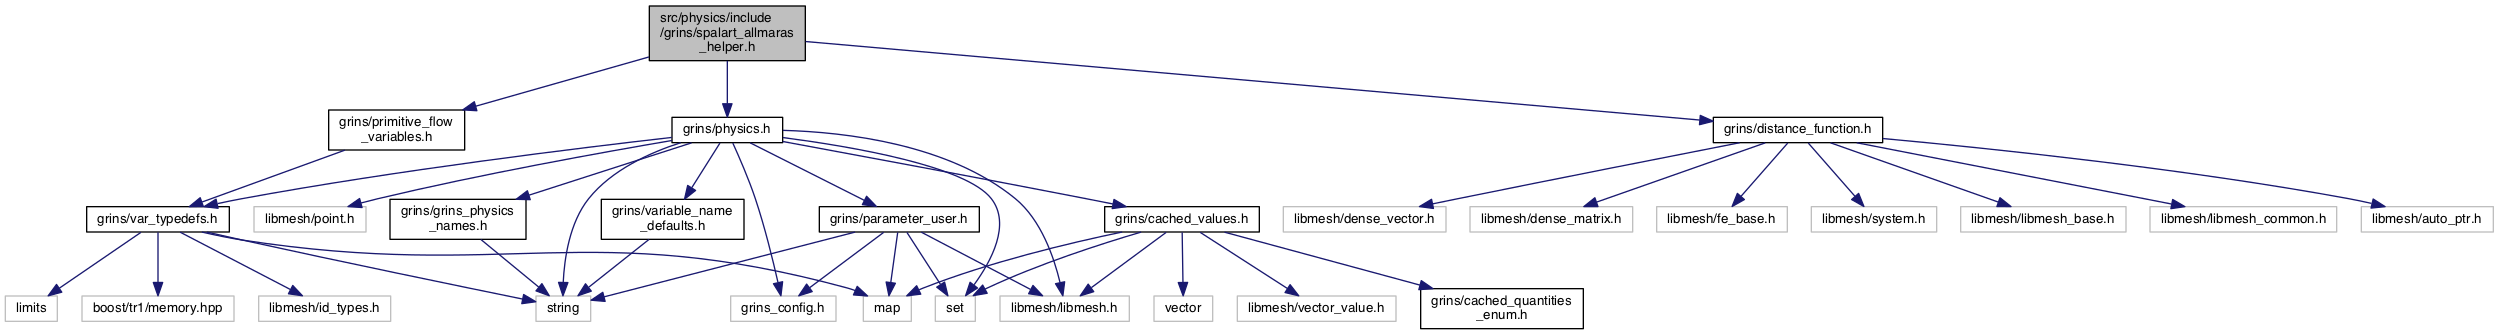 src/physics/include
/grins/spalart_allmaras
_helper.h
grins/primitive_flow
_variables.h
grins/physics.h
grins/distance_function.h
grins/var_typedefs.h
libmesh/point.h
grins/grins_physics
_names.h
grins/variable_name
_defaults.h
grins/parameter_user.h
grins/cached_values.h
libmesh/dense_vector.h
libmesh/dense_matrix.h
libmesh/fe_base.h
libmesh/system.h
libmesh/libmesh_base.h
libmesh/libmesh_common.h
libmesh/auto_ptr.h
limits
boost/tr1/memory.hpp
libmesh/id_types.h
string
grins_config.h
map
set
libmesh/libmesh.h
vector
libmesh/vector_value.h
grins/cached_quantities
_enum.h